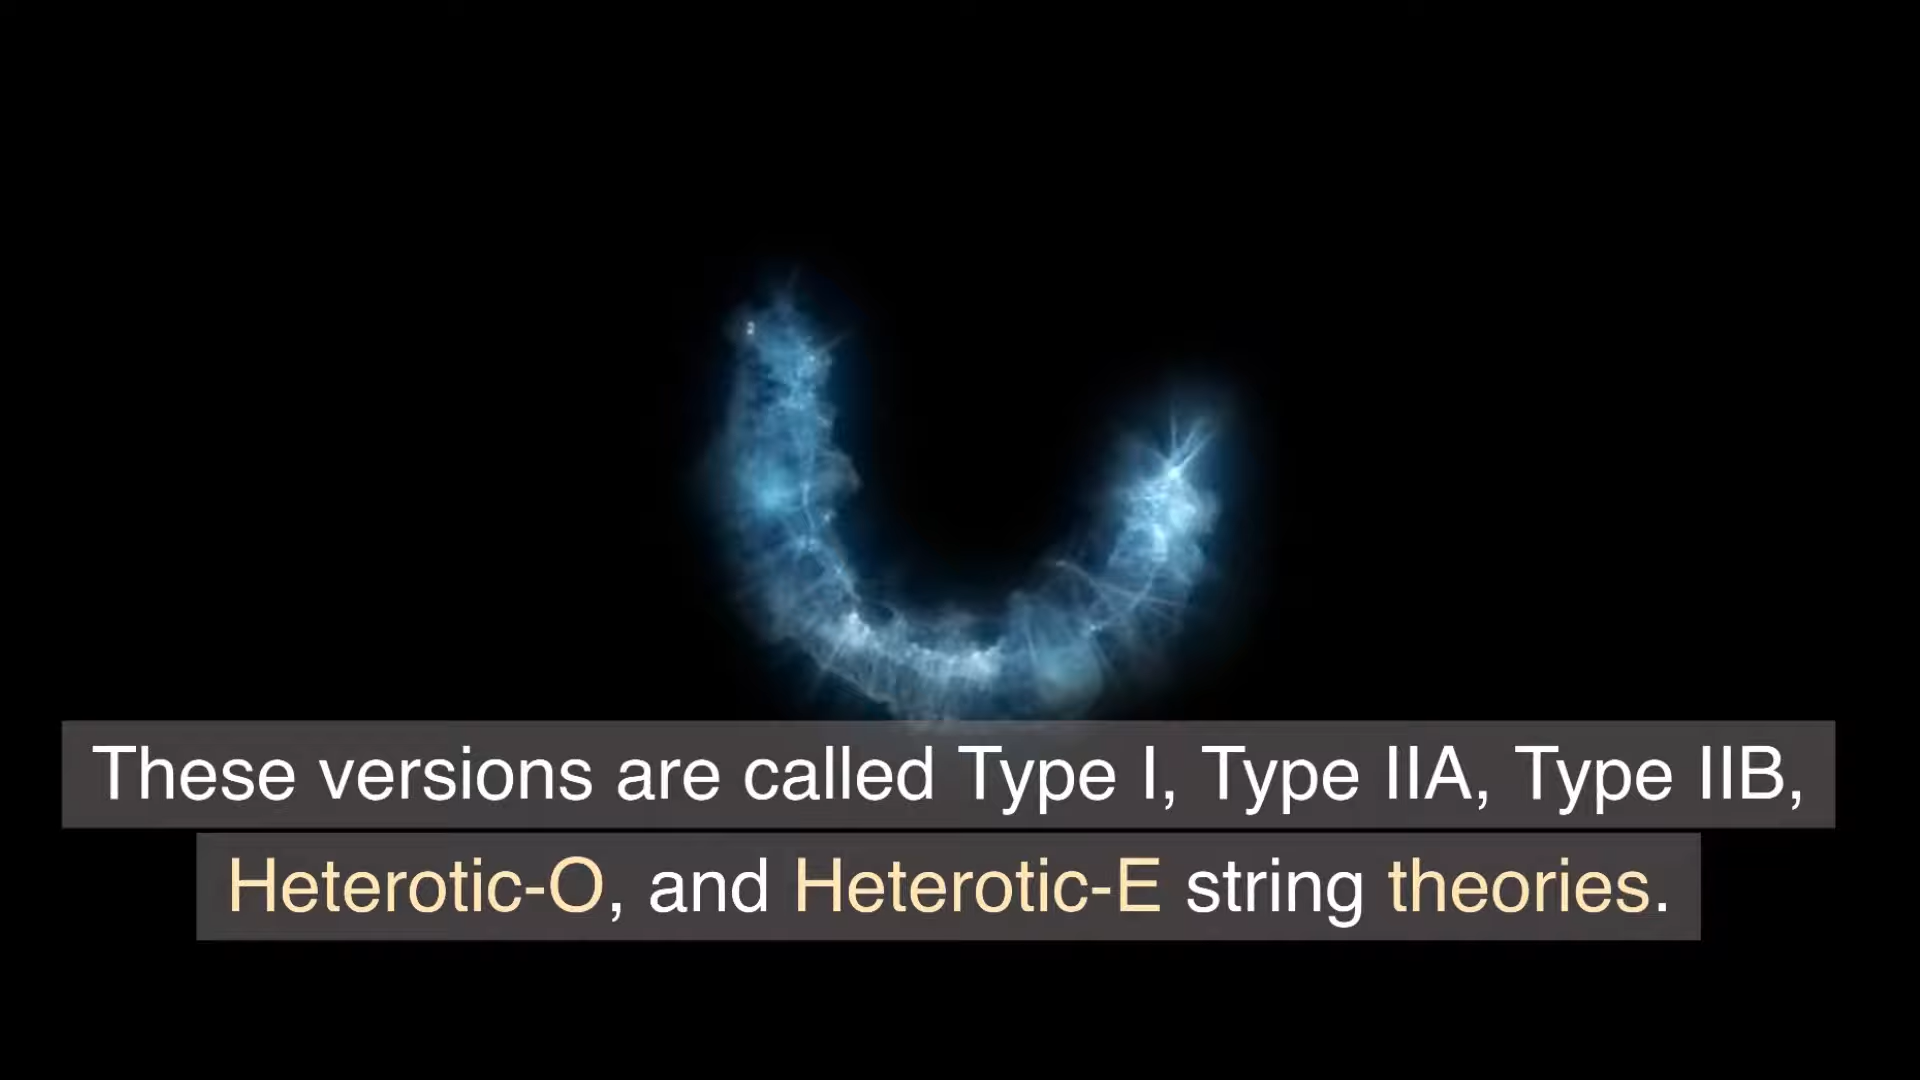 These versions are called Type I, Type IIA, Type IIB,
Heterotic-O, and Heterotic-E string theories.